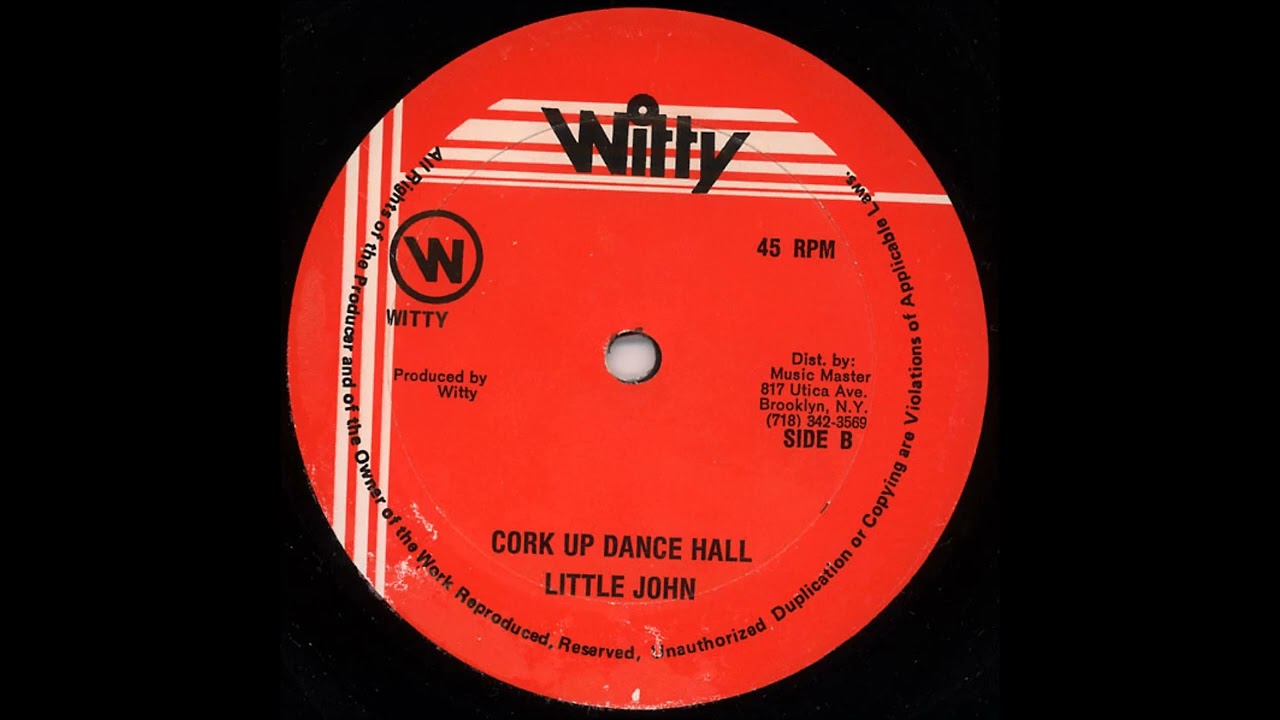 Witty
W
WITTY
45 RPM
Produced by
Witty
Dist. by:
Music Master
817 Utica Ave.
Brooklyn, N.Y.
(718) 342-3569
SIDE B
CORK UP DANCE HALL
LITTLE JOHN
All Rights of the Producer and of the Owner of the Work Reproduced, Reserved, Unauthorized Duplication or Copying are Violations of Applicable Laws.